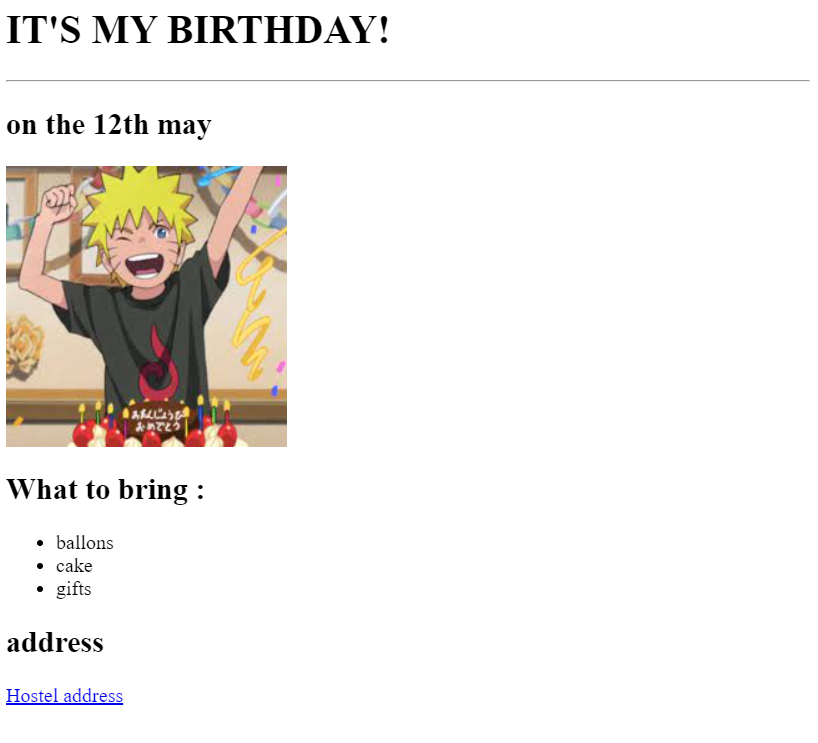 IT'S MY BIRTHDAY!
on the 12th may
おたんじょうび
おめでとう
What to bring :
ballons
cake
gifts
address
Hostel address